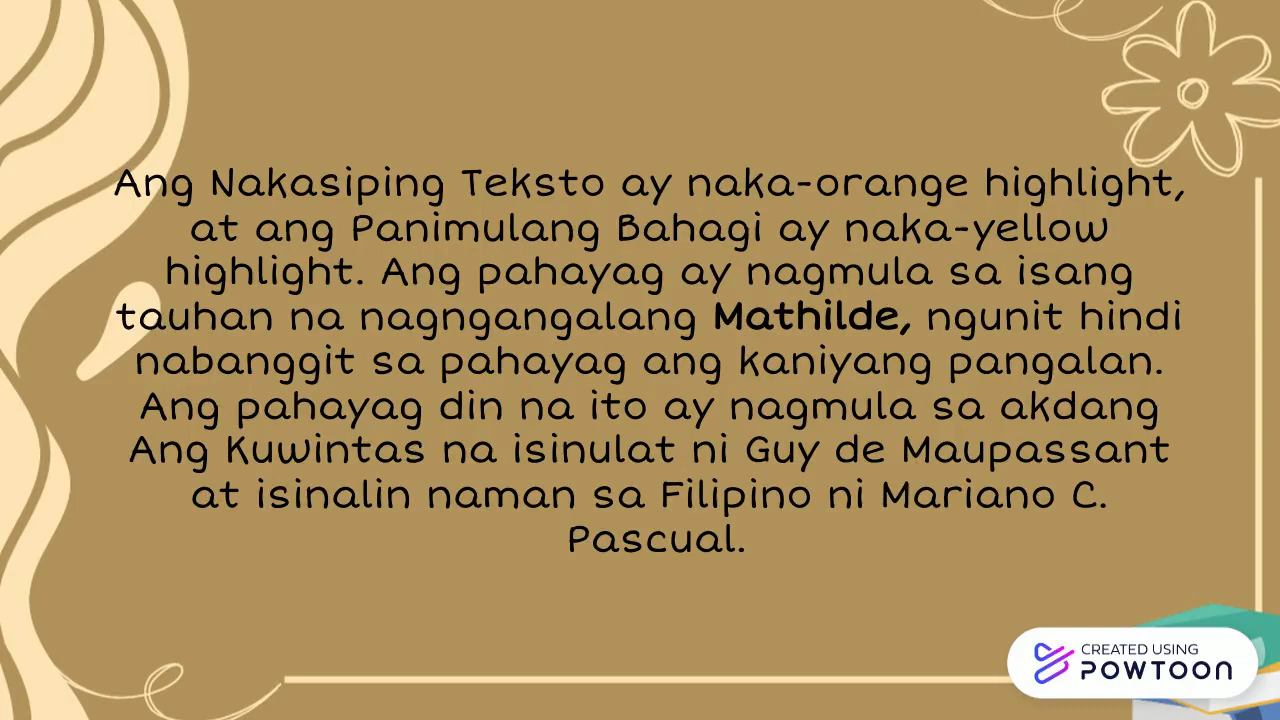 Ang Nakasiping Teksto ay naka-orange highlight,
at ang Panimulang Bahagi ay naka-yellow
highlight. Ang pahayag ay nagmula sa isang
tauhan na nagngangalang Mathilde, ngunit hindi
nabanggit sa pahayag ang kaniyang pangalan.
Ang pahayag din na ito ay nagmula sa akdang
Ang Kuwintas na isinulat ni Guy de Maupassant
at isinalin naman sa Filipino ni Mariano C.
Pascual.
CREATED USING
POWTOON